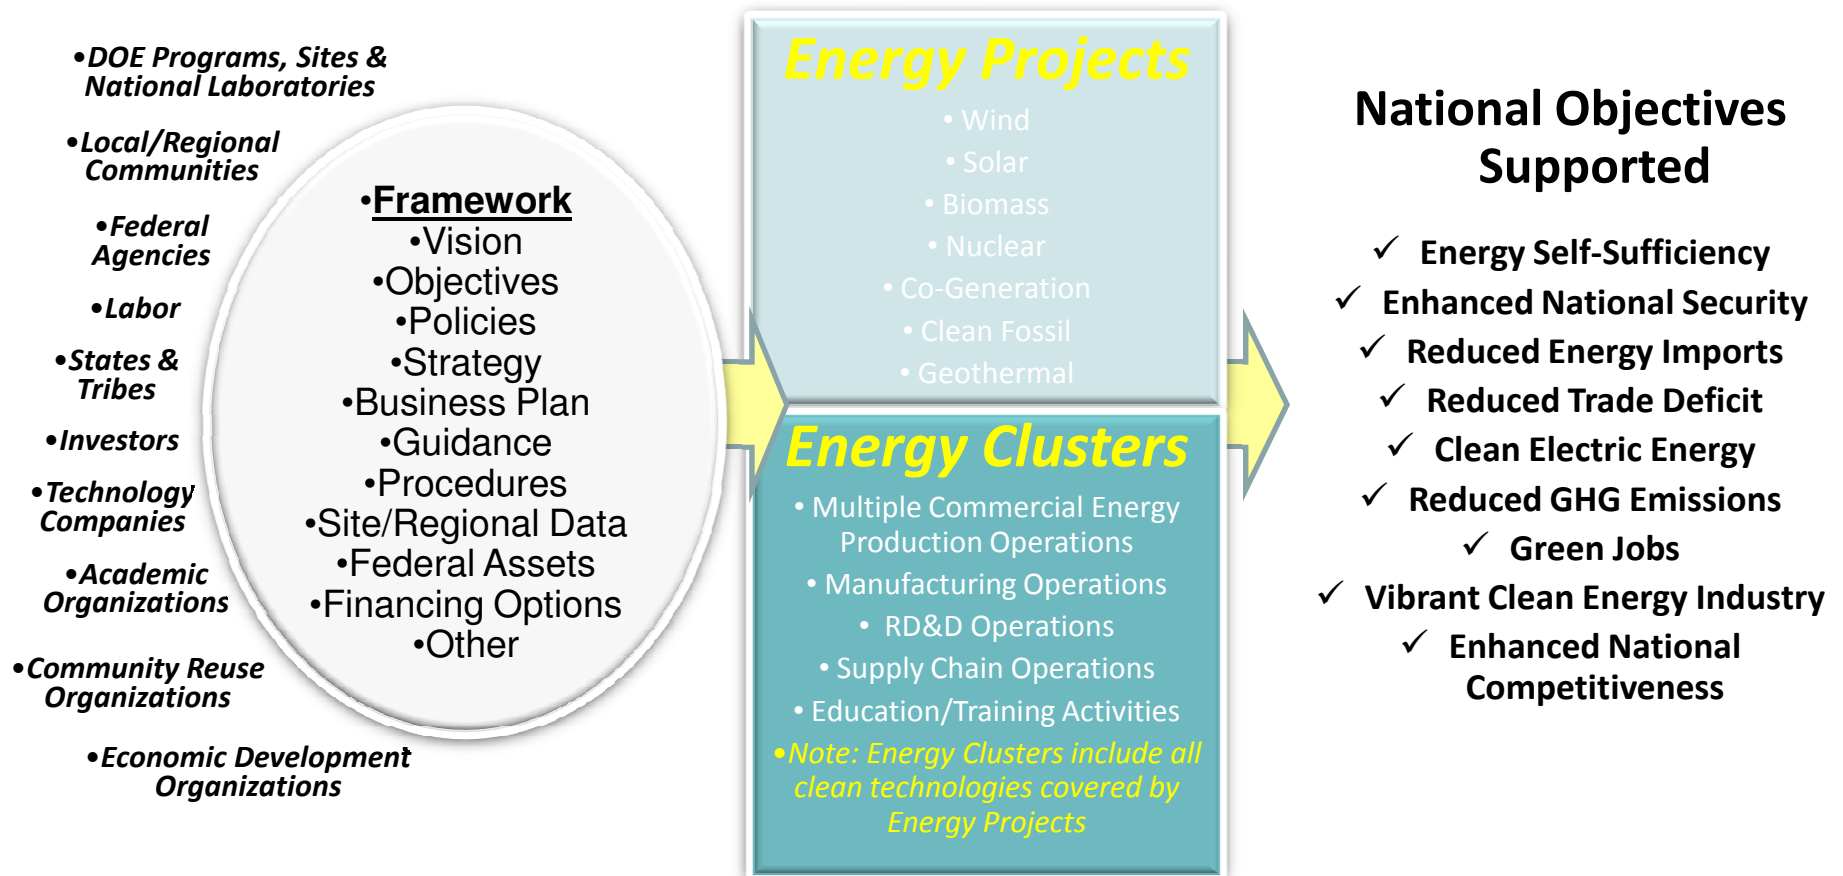 •DOE Programs, Sites &
National Laboratories
•Local/Regional
Communities
•Federal
Agencies
•Labor
•States &
Tribes
•Investors
•Technology
Companies
•Academic
Organizations
•Community Reuse
Organizations
•Economic Development
Organizations
•Framework
•Vision
•Objectives
•Policies
•Strategy
•Business Plan
•Guidance
•Procedures
•Site/Regional Data
•Federal Assets
•Financing Options
•Other
Energy Projects
• Wind
• Solar
• Biomass
• Nuclear
• Co-Generation
• Clean Fossil
• Geothermal
Energy Clusters
• Multiple Commercial Energy
Production Operations
• Manufacturing Operations
• RD&D Operations
• Supply Chain Operations
• Education/Training Activities
•Note: Energy Clusters include all
clean technologies covered by
Energy Projects
National Objectives
Supported
✓ Energy Self-Sufficiency
✓ Enhanced National Security
✓ Reduced Energy Imports
✓ Reduced Trade Deficit
✓ Clean Electric Energy
✓ Reduced GHG Emissions
✓ Green Jobs
✓ Vibrant Clean Energy Industry
✓ Enhanced National
Competitiveness